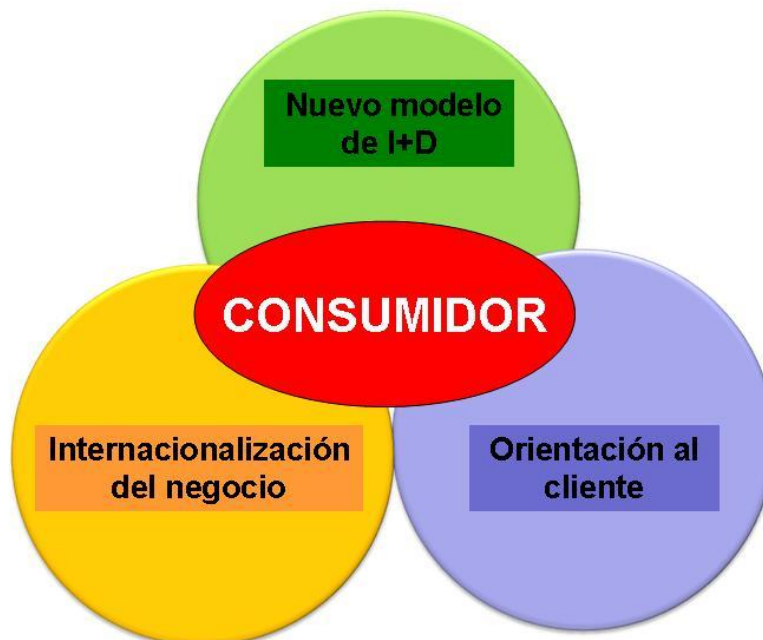 Nuevo modelo
de I+D
CONSUMIDOR
Internacionalización
del negocio
Orientación al
cliente